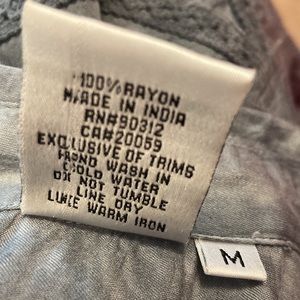 100% RAYON
MADE IN INDIA
RN#90312
CA#20059
EXCLUSIVE OF TRIMS
HAND WASH IN
COLD WATER
DO NOT TUMBLE
LINE DRY
LUKE WARM IRON
M